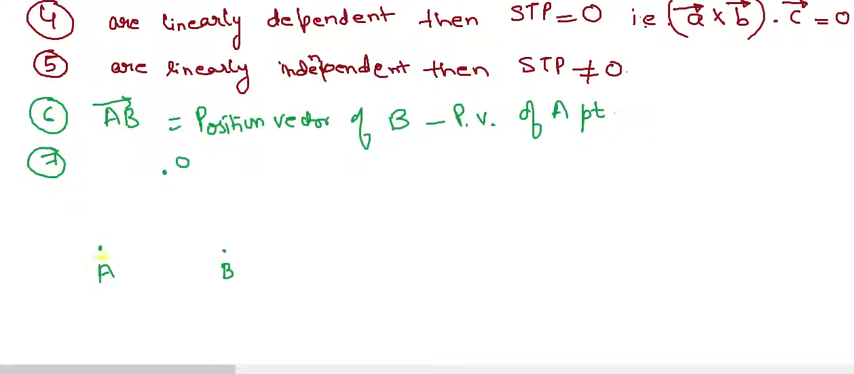 ④ are linearly dependent then STP = 0 i.e. (a⃗ × b⃗) . c⃗ = 0
⑤ are linearly independent then STP ≠ 0.
⑥ AB⃗ = Position vector of B – P.v. of A pt.
⑦ . O
A B